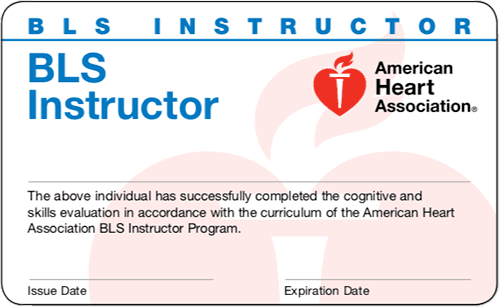 BLS INSTRUCTOR
BLS
Instructor
American
Heart
Association®
The above individual has successfully completed the cognitive and
skills evaluation in accordance with the curriculum of the American Heart
Association BLS Instructor Program.
Issue Date
Expiration Date